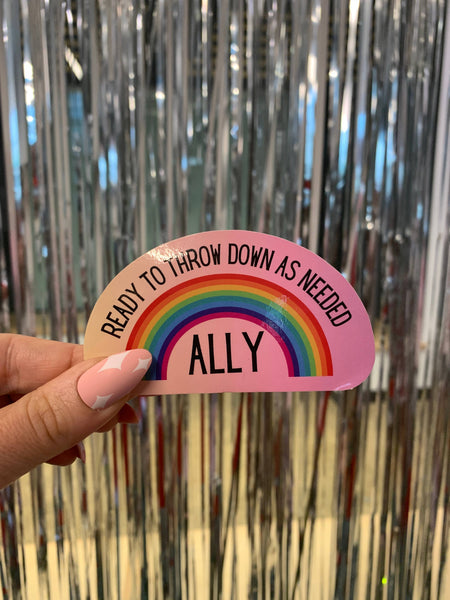 READY TO THROW DOWN AS NEEDED
ALLY